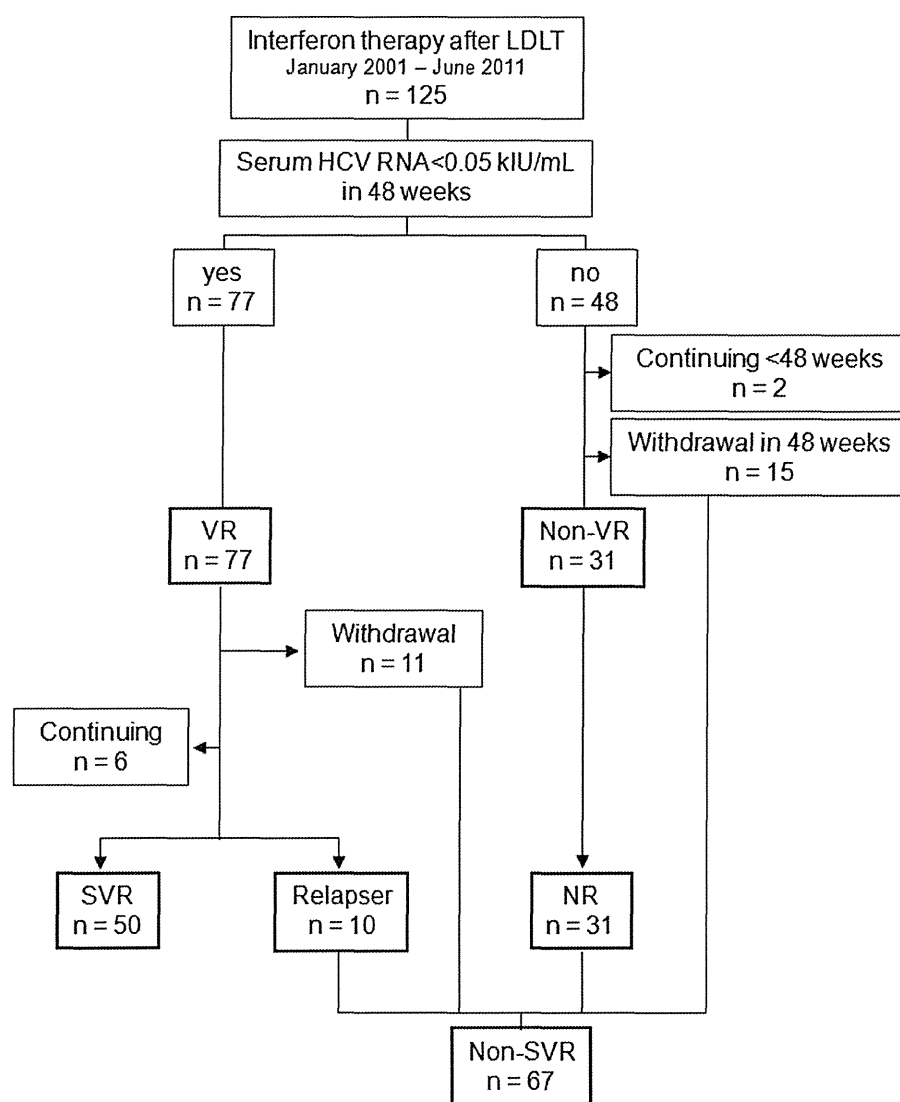 Interferon therapy after LDLT
January 2001 – June 2011
n = 125
Serum HCV RNA<0.05 kIU/mL
in 48 weeks
yes
n = 77
no
n = 48
Continuing <48 weeks
n = 2
Withdrawal in 48 weeks
n = 15
VR
n = 77
Non-VR
n = 31
Withdrawal
n = 11
Continuing
n = 6
SVR
n = 50
Relapser
n = 10
NR
n = 31
Non-SVR
n = 67